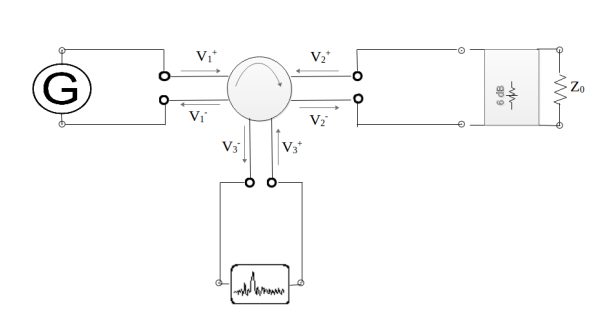 V1+
V2+
G
6 dB
Z0
V1-
V2-
V3-
V3+